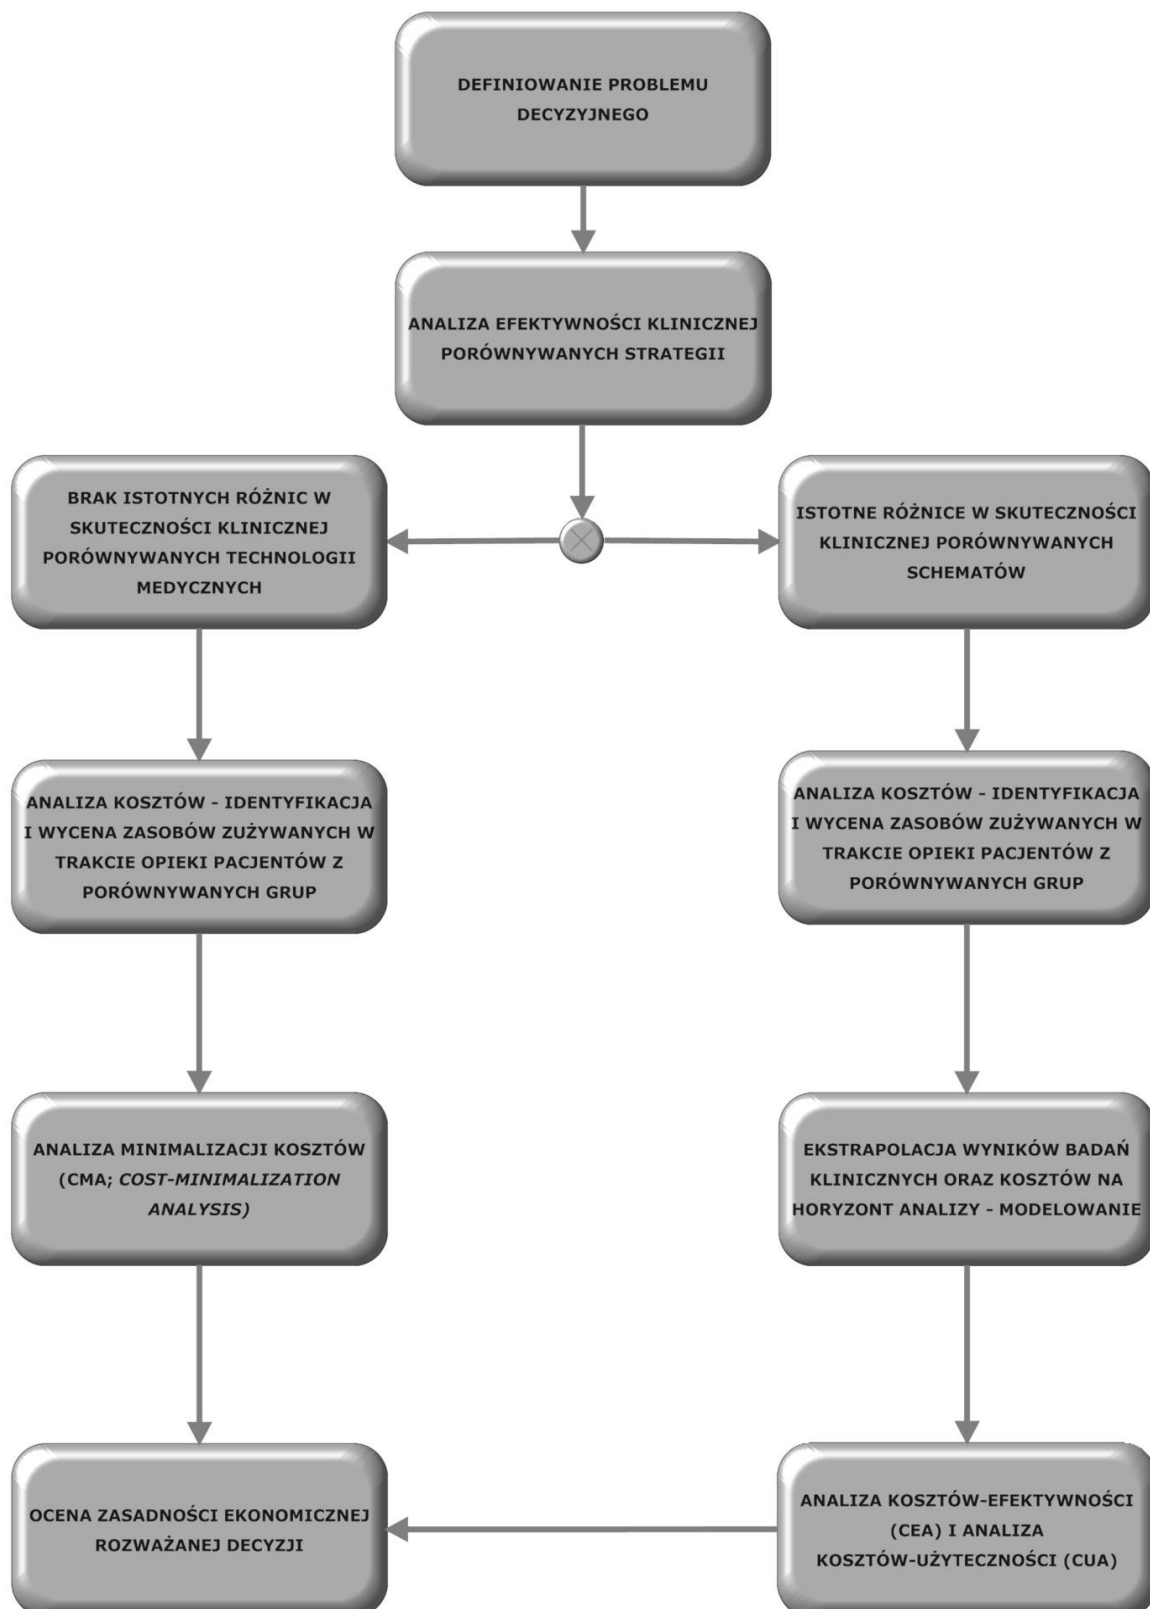 DEFINIOWANIE PROBLEMU
DECYZYJNEGO
ANALIZA EFEKTYWNOŚCI KLINICZNEJ
PORÓWNYWANYCH STRATEGII
BRAK ISTOTNYCH RÓŻNIC W
SKUTECZNOŚCI KLINICZNEJ
PORÓWNYWANYCH TECHNOLOGII
MEDYCZNYCH
ISTOTNE RÓŻNICE W SKUTECZNOŚCI
KLINICZNEJ PORÓWNYWANYCH
SCHEMATÓW
ANALIZA KOSZTÓW - IDENTYFIKACJA
I WYCENA ZASOBÓW ZUŻYWANYCH W
TRAKCIE OPIEKI PACJENTÓW Z
PORÓWNYWANYCH GRUP
ANALIZA KOSZTÓW - IDENTYFIKACJA
I WYCENA ZASOBÓW ZUŻYWANYCH W
TRAKCIE OPIEKI PACJENTÓW Z
PORÓWNYWANYCH GRUP
ANALIZA MINIMALIZACJI KOSZTÓW
(CMA; COST-MINIMALIZATION
ANALYSIS)
EKSTRAPOLACJA WYNIKÓW BADAŃ
KLINICZNYCH ORAZ KOSZTÓW NA
HORYZONT ANALIZY - MODELOWANIE
OCENA ZASADNOŚCI EKONOMICZNEJ
ROZWAŻANEJ DECYZJI
ANALIZA KOSZTÓW-EFEKTYWNOŚCI
(CEA) I ANALIZA
KOSZTÓW-UŻYTECZNOŚCI (CUA)